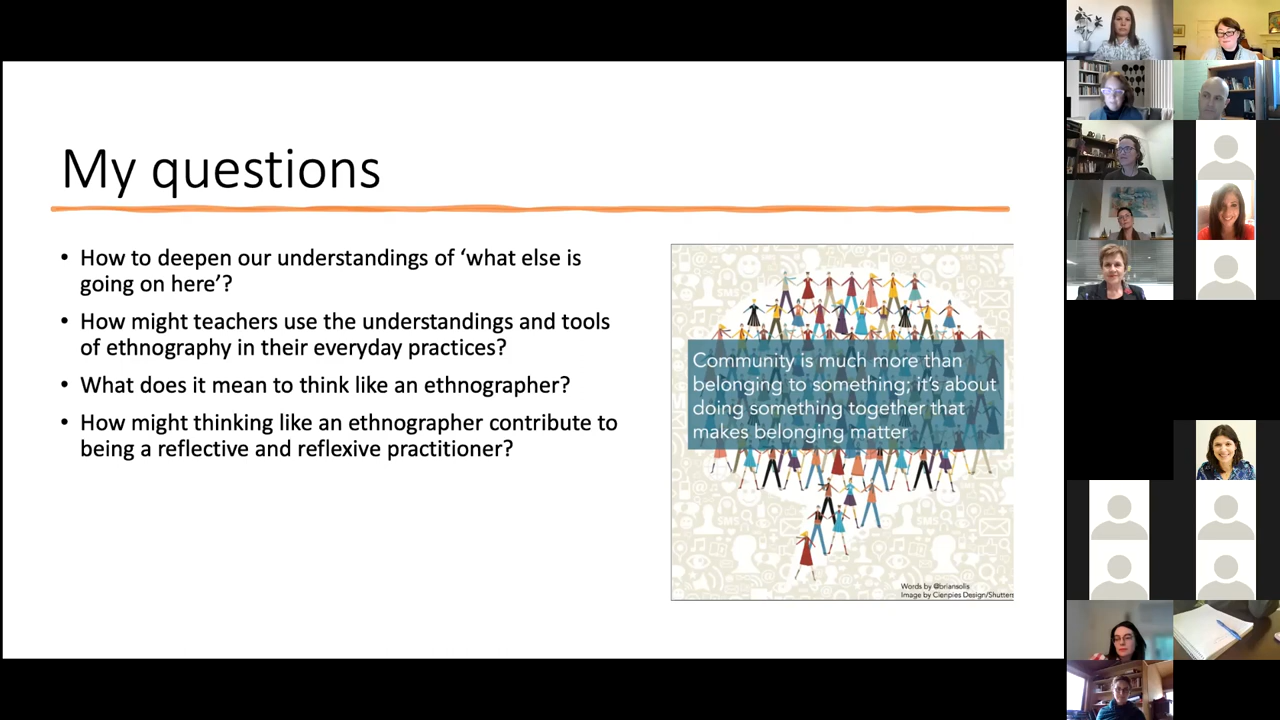 My questions
• How to deepen our understandings of ‘what else is
going on here’?
• How might teachers use the understandings and tools
of ethnography in their everyday practices?
• What does it mean to think like an ethnographer?
• How might thinking like an ethnographer contribute to
being a reflective and reflexive practitioner?
Community is much more than
belonging to something; it's about
doing something together that
makes belonging matter
Words by @briansolis
Image by Cienpies Design/Shutters
SMS
SMS